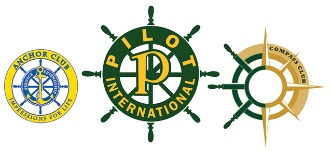 ANCHOR CLUB
IMPRESSIONS FOR LIFE
PILOT
P
INTERNATIONAL
COMPASS CLUB